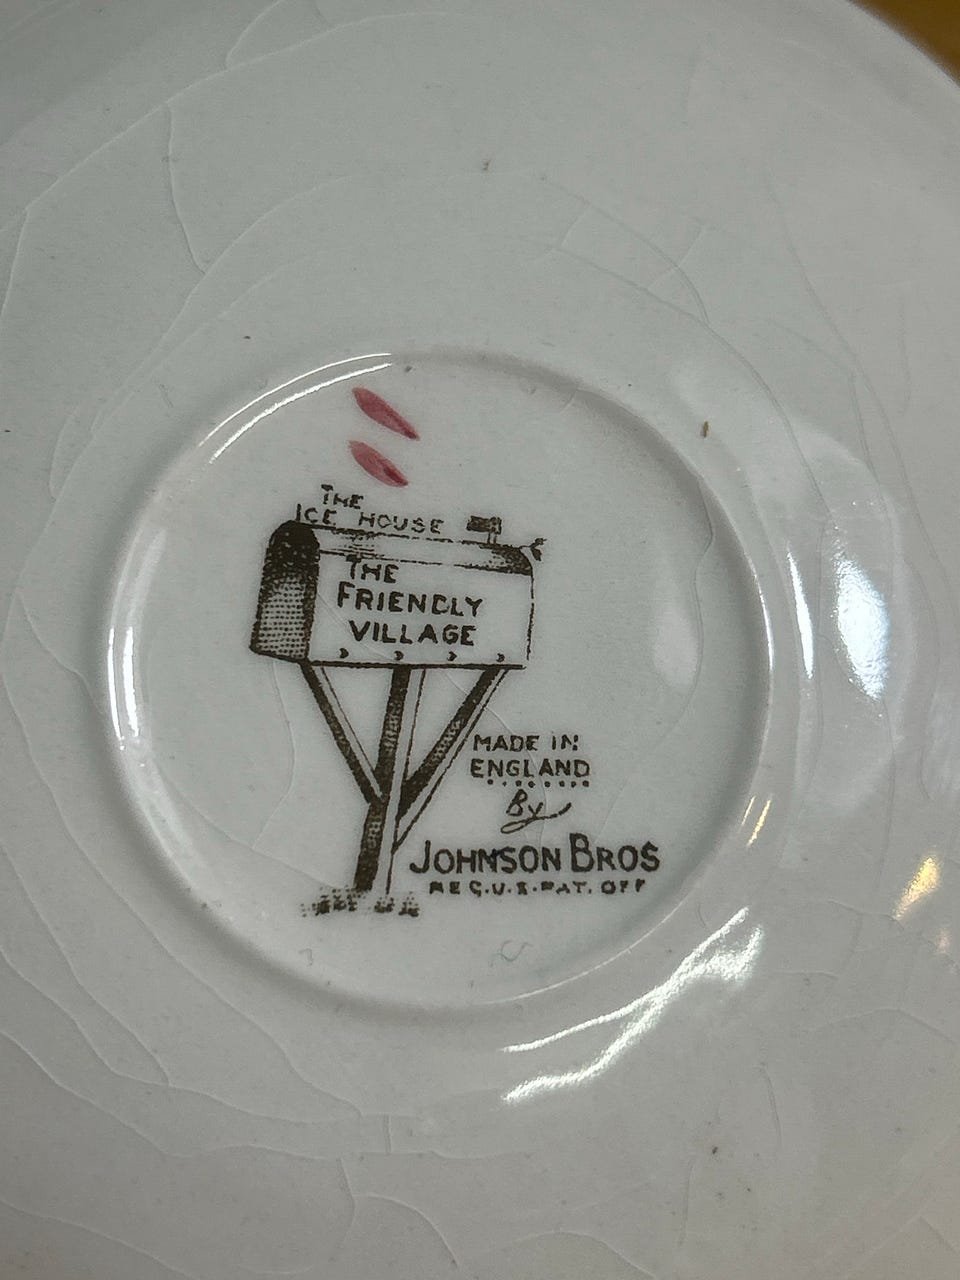 THE
ICE HOUSE
THE
FRIENDLY
VILLAGE
MADE IN
ENGLAND
By
JOHNSON BROS
REG.U.S.PAT. OFF